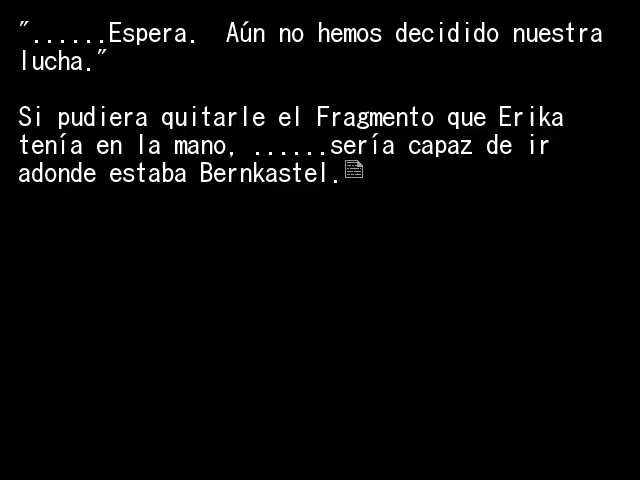 "......Espera.  Aún no hemos decidido nuestra
lucha."
Si pudiera quitarle el Fragmento que Erika
tenía en la mano, ......sería capaz de ir
adonde estaba Bernkastel.